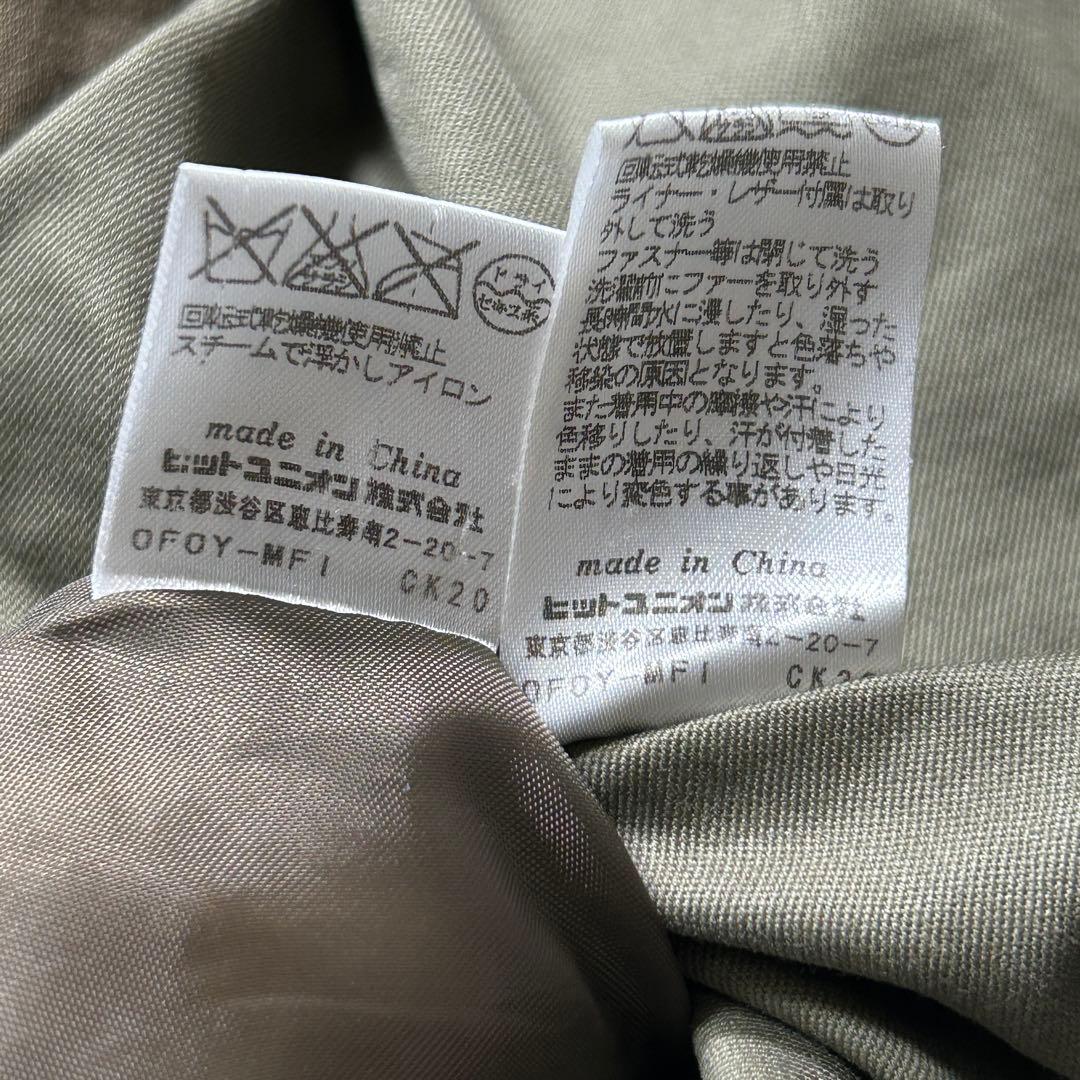 ドライ
セキユ系
回転式乾燥機使用禁止
スチームで浮かしアイロン
made in China
ヒットユニオン株式会社
東京都渋谷区恵比寿南2-20-7
OFOY-MFI CK20
回転式乾燥機使用禁止
ライナー・レザー付属は取り
外して洗う
ファスナー等は閉じて洗う
洗濯前にファーを取り外す
長時間水に浸したり、湿った
状態で放置しますと色落ちや
移染の原因となります。
また着用中の摩擦や汗により
色移りしたり、汗が付着した
ままの着用の繰り返しや日光
により変色する事があります。
made in China
ヒットユニオン株式会社
東京都渋谷区恵比寿南2-20-7
OFOY-MFI